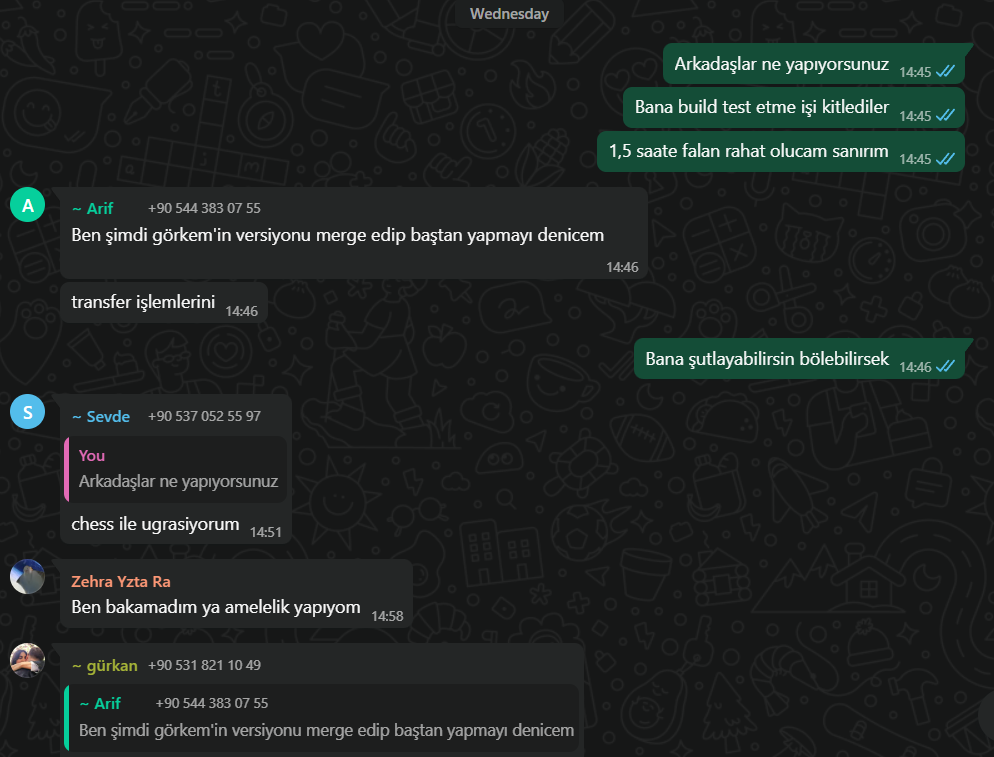 Wednesday
Arkadaşlar ne yapıyorsunuz 14:45
Bana build test etme işi kitlediler 14:45
1,5 saate falan rahat olucam sanırım 14:45
A
~ Arif +90 544 383 07 55
Ben şimdi görkem'in versiyonu merge edip baştan yapmayı denicem
14:46
transfer işlemlerini 14:46
Bana şutlayabilirsin bölebilirsek 14:46
S
~ Sevde +90 537 052 55 97
You
Arkadaşlar ne yapıyorsunuz
chess ile ugrasiyorum 14:51
Zehra Yzta Ra
Ben bakamadım ya amelelik yapıyom 14:58
~ gürkan +90 531 821 10 49
~ Arif +90 544 383 07 55
Ben şimdi görkem'in versiyonu merge edip baştan yapmayı denicem